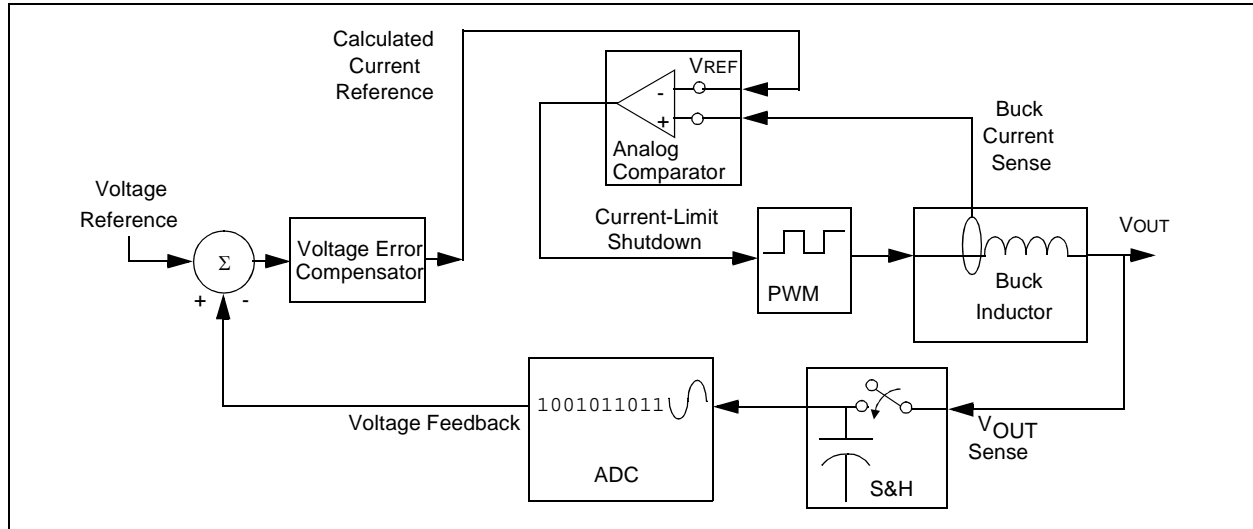 Calculated
Current
Reference
VREF
-
+
Analog
Comparator
Buck
Current
Sense
Voltage
Reference
Σ
+ -
Voltage Error
Compensator
Current-Limit
Shutdown
PWM
Buck
Inductor
VOUT
Voltage Feedback
1001011011
ADC
S&H
VOUT
Sense